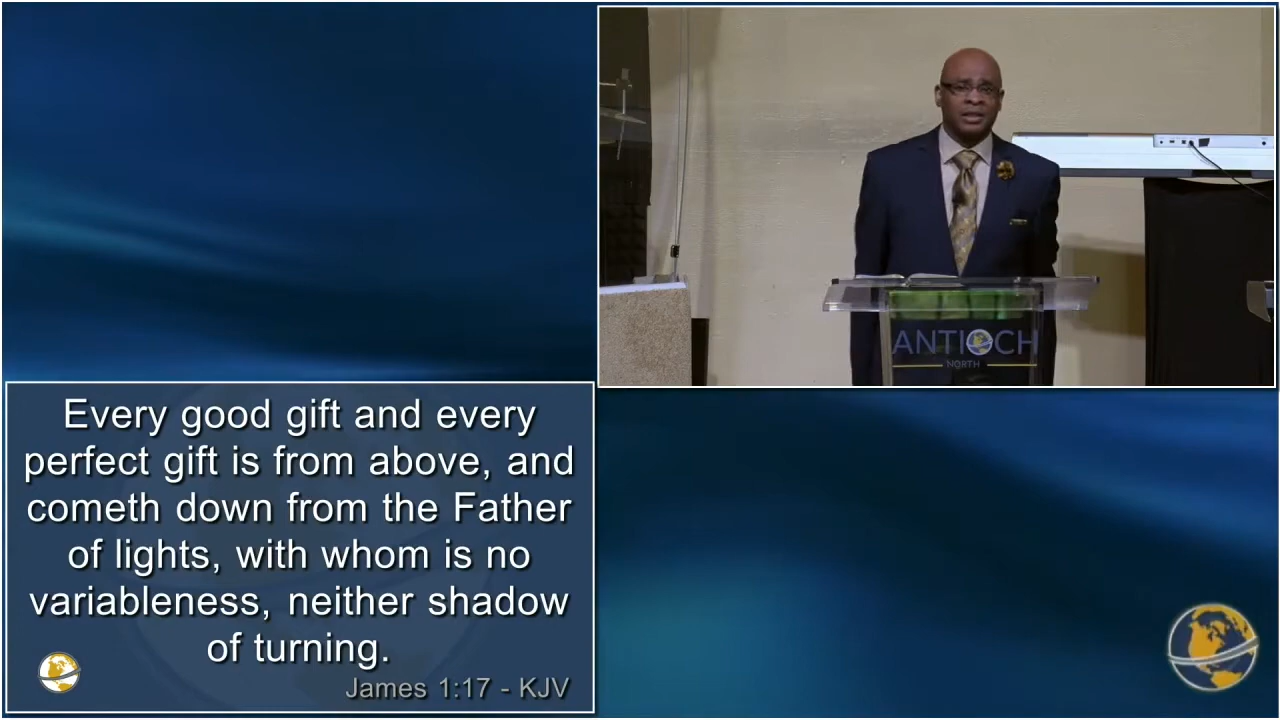 ANTIOCH
NORTH
Every good gift and every
perfect gift is from above, and
cometh down from the Father
of lights, with whom is no
variableness, neither shadow
of turning.
James 1:17 - KJV